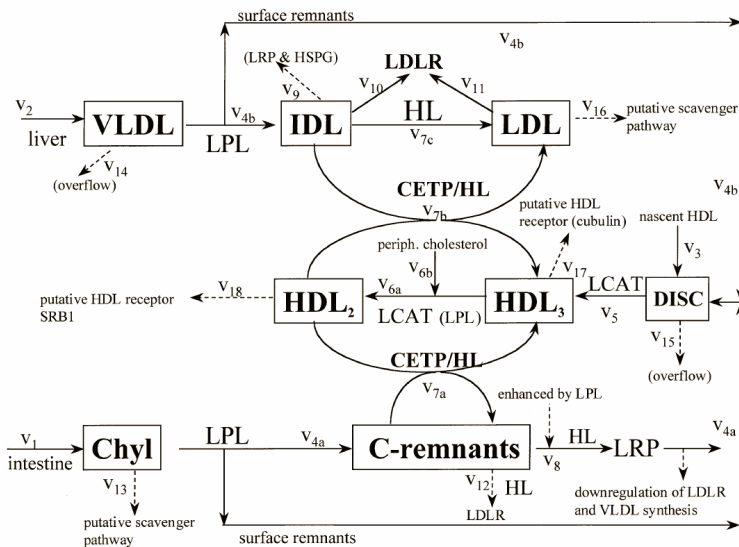 surface remnants
V4b
(LRP & HSPG)
LDLR
V9
V10
V11
V2
VLDL
V4b
IDL
HL
LDL
V16
putative scavenger
pathway
liver
LPL
V7c
V14
(overflow)
CETP/HL
V7b
putative HDL
receptor (cubulin)
V4b
nascent HDL
periph. cholesterol
V3
V6b
V17
V18
V6a
LCAT
putative HDL receptor
SRB1
HDL2
HDL3
DISC
LCAT (LPL)
V5
V15
CETP/HL
(overflow)
V7a
enhanced by LPL
V1
Chyl
LPL
V4a
C-remnants
HL
LRP
V4a
intestine
V8
V13
V12
HL
downregulation of LDLR
and VLDL synthesis
putative scavenger
pathway
LDLR
surface remnants